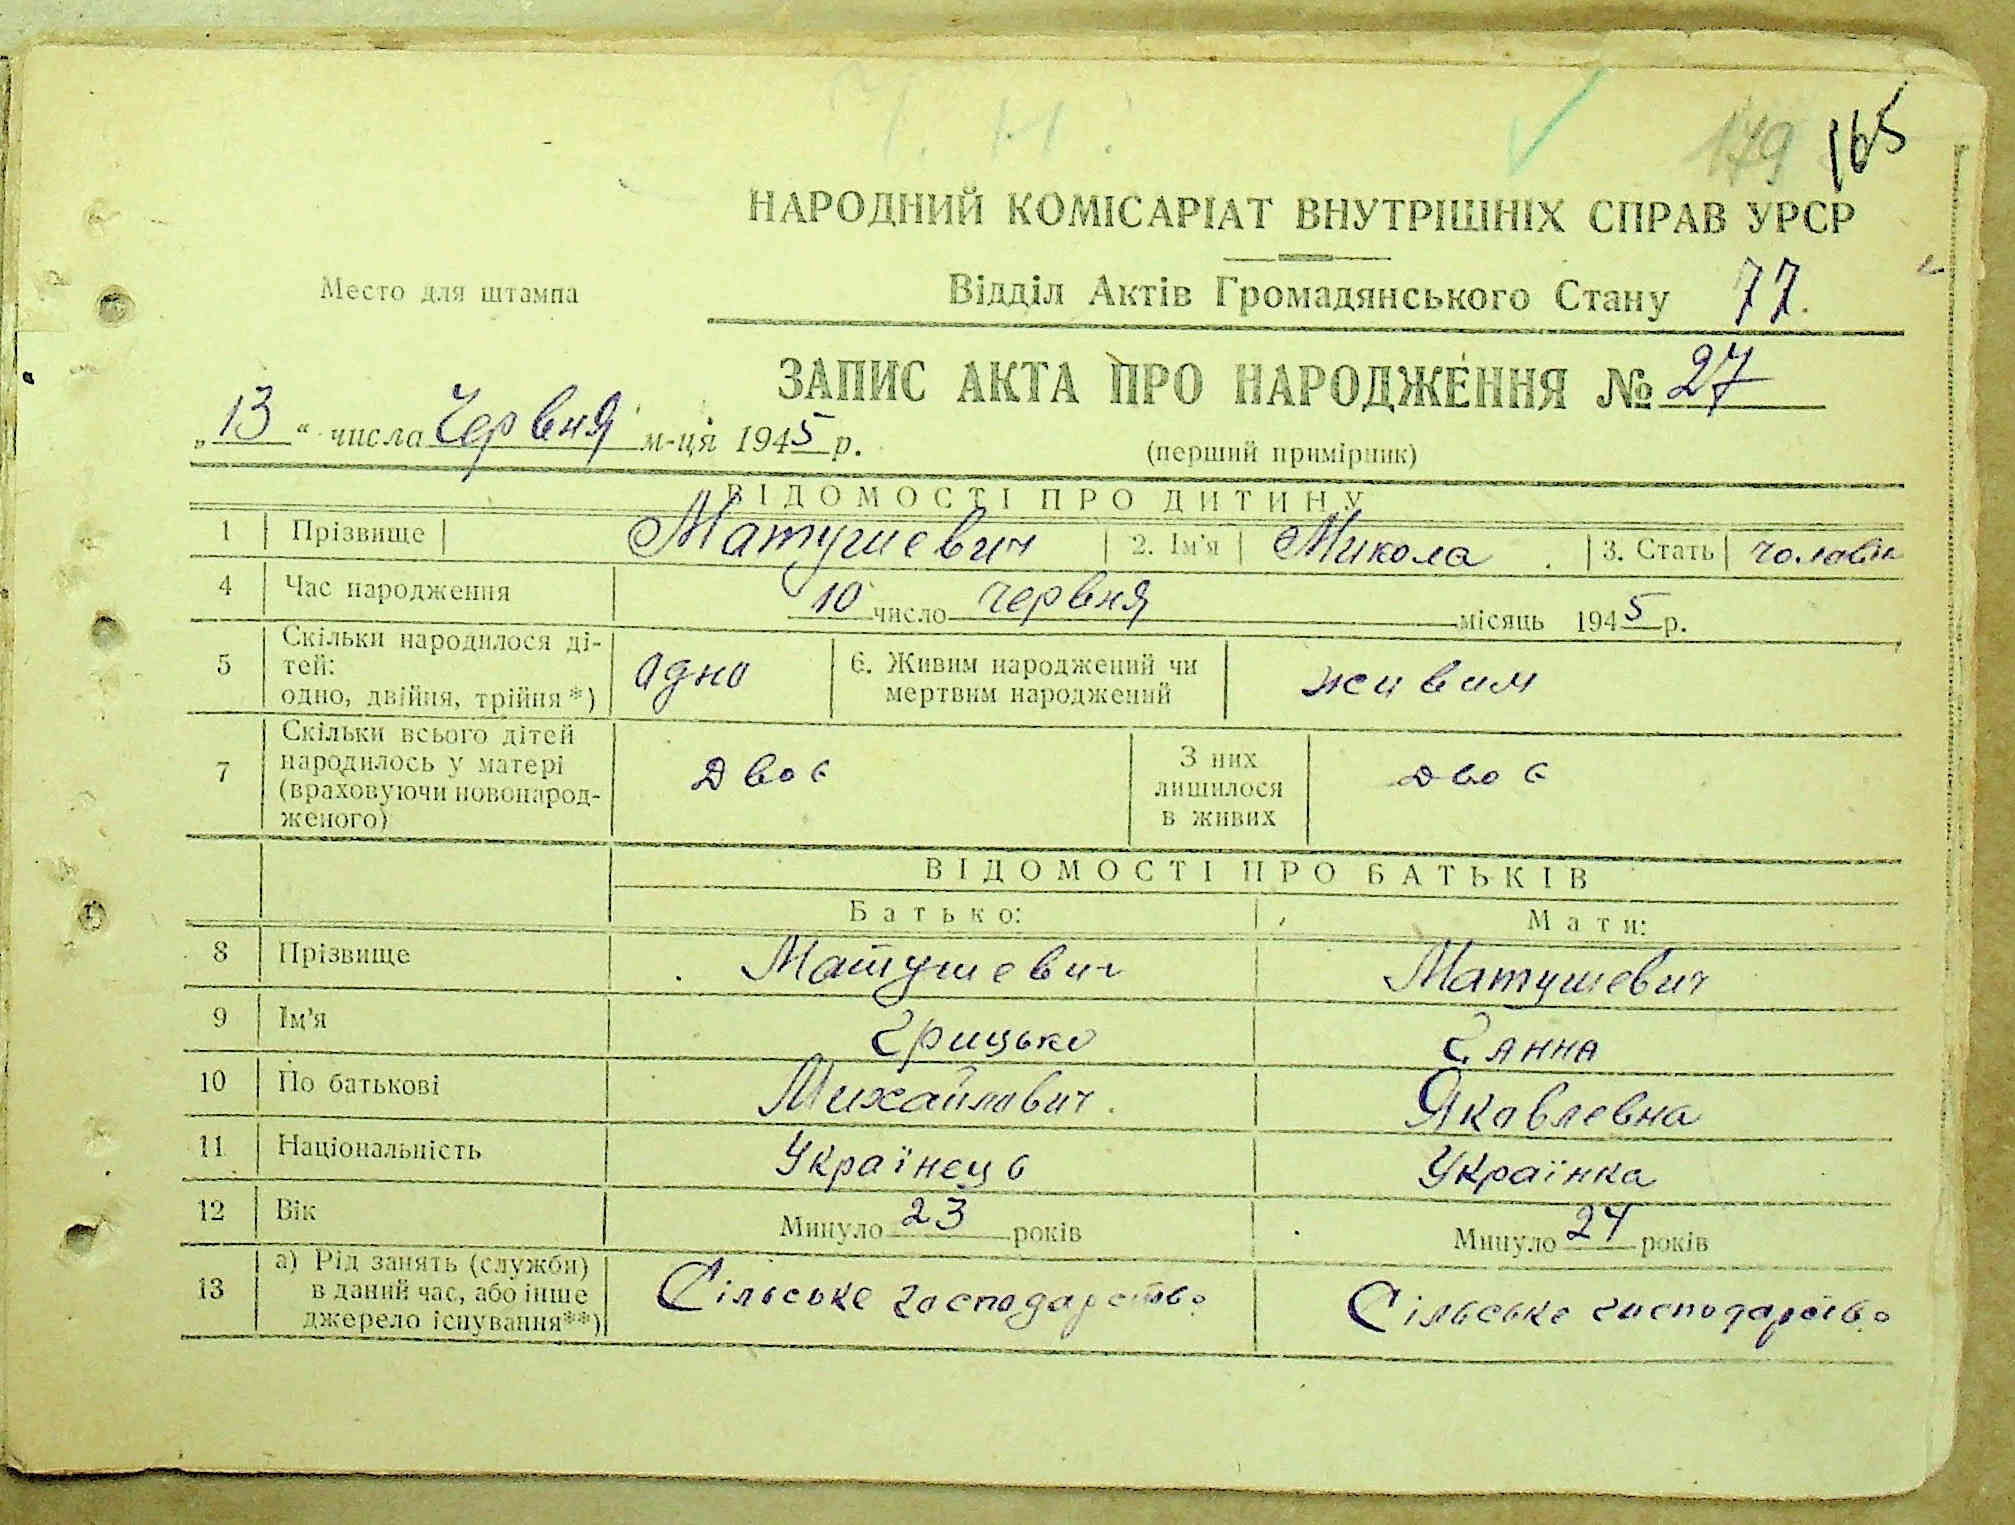 179 165
НАРОДНИЙ КОМІСАРІАТ ВНУТРІШНІХ СПРАВ УРСР
Место для штампа
Відділ Актів Громадянського Стану 77.
ЗАПИС АКТА ПРО НАРОДЖЕННЯ № 27
„13“ числа Червня м-ця 1945 р.
(перший примірник)
ВІДОМОСТІ ПРО ДИТИНУ
1 Прізвище Матушевич 2. Ім'я Микола 3. Стать
4 Час народження 10 число червня місяць 1945 р.
5 Скільки народилося ді-
тей:
одно, двійня, трійня*) одно 6. Живим народжений чи
мертвим народжений живим
7 Скільки всього дітей
народилось у матері
(враховуючи новонарод-
женого) Двоє З них
лишилося
в живих двоє
ВІДОМОСТІ ПРО БАТЬКІВ
Батько: Мати:
8 Прізвище Матушевич Матушевич
9 Ім'я Грицько Ганна
10 По батькові Михайлович. Яковлевна
11 Національність Українець Українка
12 Вік Минуло 23 років Минуло років
13 а) Рід занять (служби)
в даний час, або інше
джерело існування**) Сільське господарство Сільське господарство